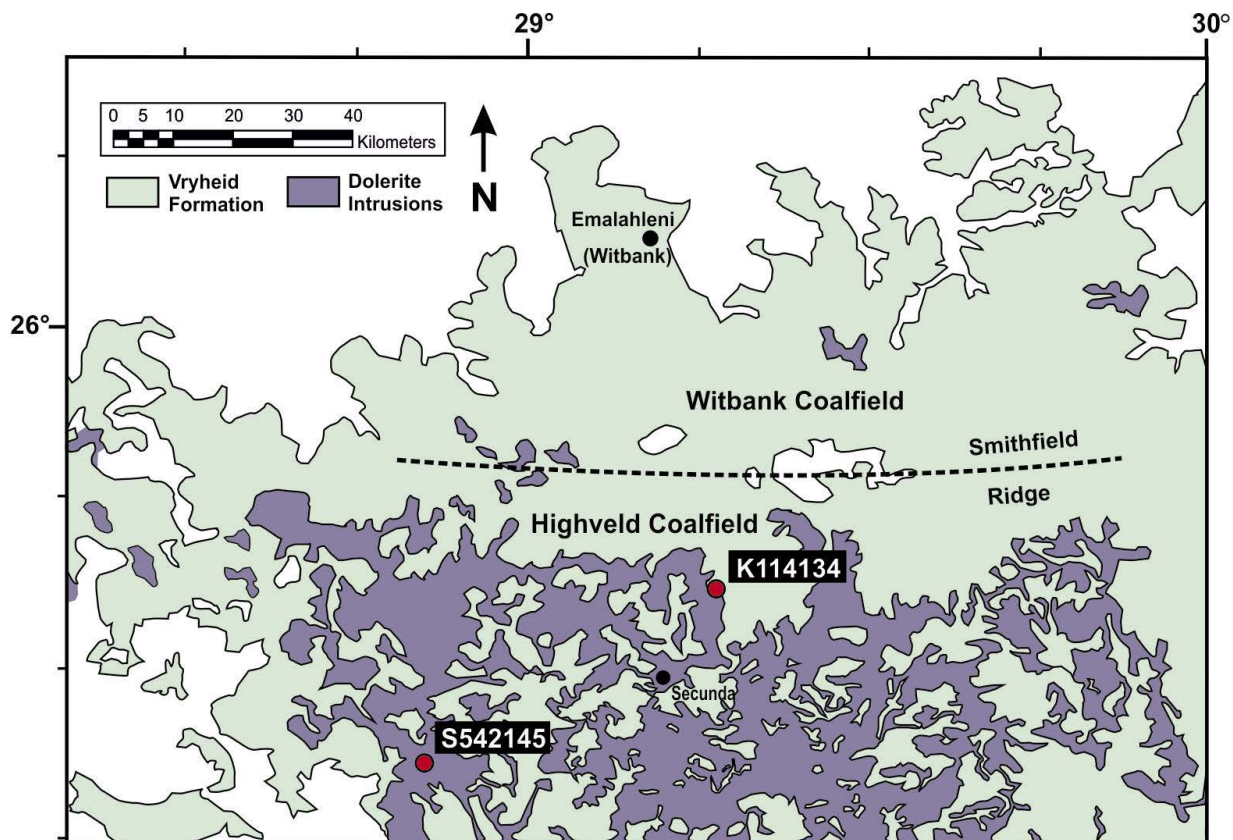 29°
30°
0 5 10 20 30 40
Kilometers
Vryheid
Formation
Dolerite
Intrusions
N
Emalahleni
(Witbank)
26°
Witbank Coalfield
Smithfield
Ridge
Highveld Coalfield
K114134
Secunda
S542145